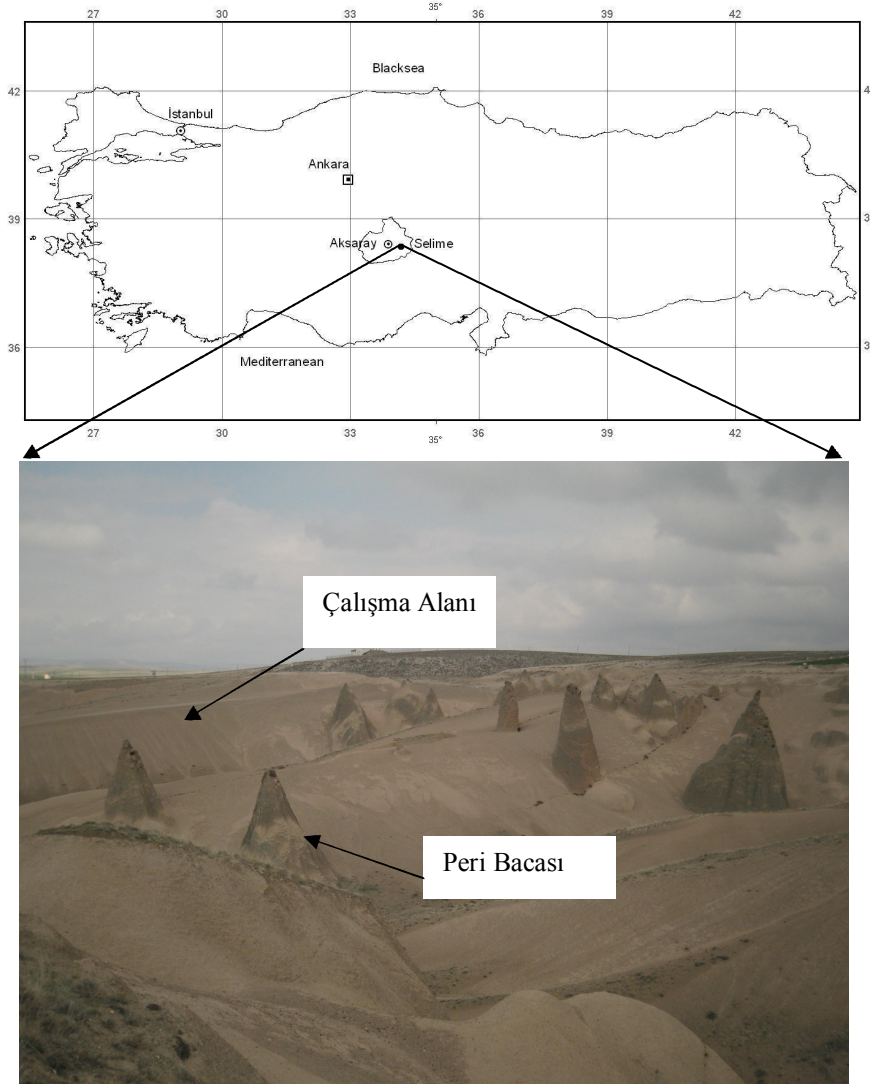 27 30 33 35° 36 39 42
Blacksea
42 4
İstanbul
Ankara
39 3
Aksaray Selime
36 3
Mediterranean
27 30 33 35° 36 39 42
Çalışma Alanı
Peri Bacası